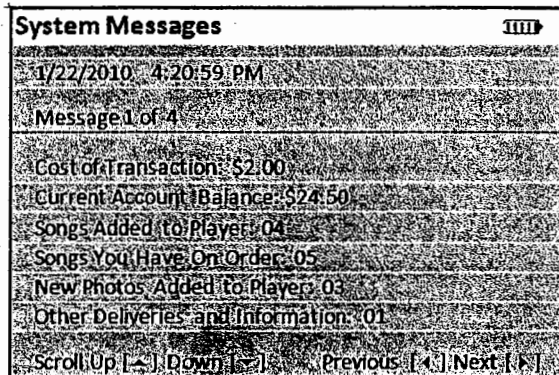 System Messages
1/22/2010 4:20:59 PM
Message 1 of 4
Cost of Transaction: $2.00
Current Account Balance: $24.50
Songs Added to Player: 04
Songs You Have On Order: 05
New Photos Added to Player: 03
Other Deliveries and Information: 01
Scroll Up [▲] Down [▼] Previous [◀] Next [▶]